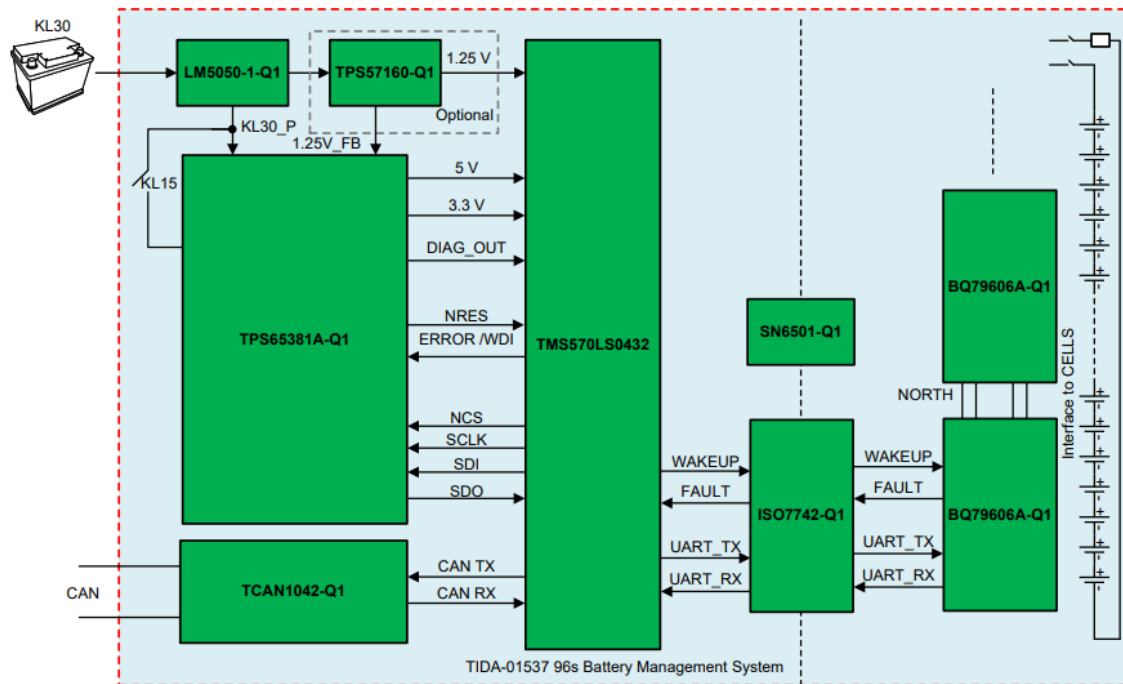 KL30
LM5050-1-Q1
TPS57160-Q1
1.25 V
Optional
KL30_P
1.25V_FB
KL15
5 V
3.3 V
DIAG_OUT
NRES
ERROR /WDI
NCS
SCLK
SDI
SDO
TPS65381A-Q1
TMS570LS0432
CAN
TCAN1042-Q1
CAN TX
CAN RX
SN6501-Q1
WAKEUP
FAULT
UART_TX
UART_RX
ISO7742-Q1
WAKEUP
FAULT
UART_TX
UART_RX
BQ79606A-Q1
NORTH
BQ79606A-Q1
Interface to CELLS
TIDA-01537 96s Battery Management System